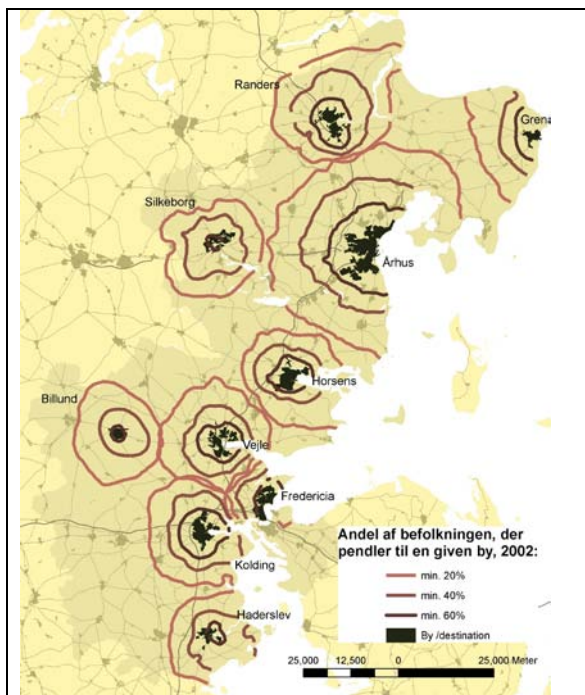 Randers
Grena
Silkeborg
Århus
Horsens
Billund
Vejle
Fredericia
Kolding
Haderslev
Andel af befolkningen, der
pendler til en given by, 2002:
min. 20%
min. 40%
min. 60%
By /destination
25,000 12,500 0 25,000 Meter